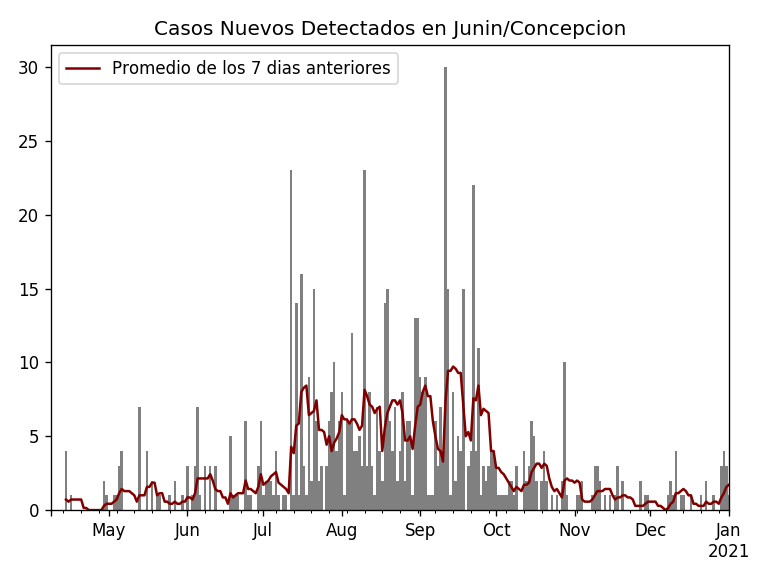 Casos Nuevos Detectados en Junin/Concepcion
Promedio de los 7 dias anteriores
30
25
20
15
10
5
0
May Jun Jul Aug Sep Oct Nov Dec Jan
2021